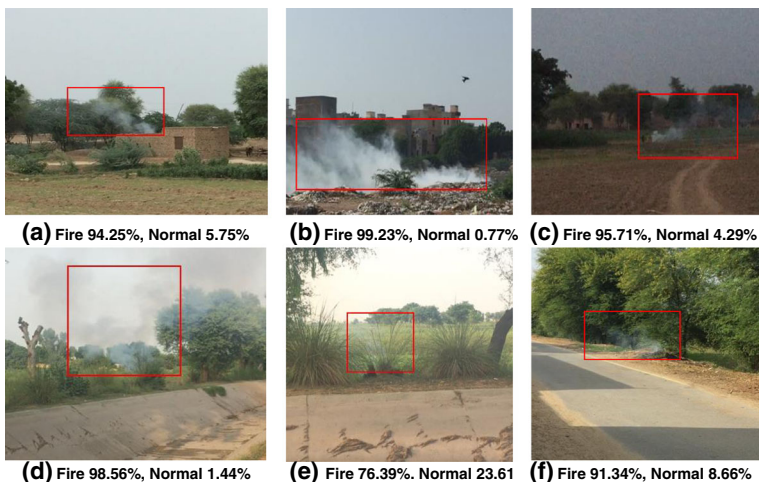 (a) Fire 94.25%, Normal 5.75%
(b) Fire 99.23%, Normal 0.77%
(c) Fire 95.71%, Normal 4.29%
(d) Fire 98.56%, Normal 1.44%
(e) Fire 76.39%. Normal 23.61
(f) Fire 91.34%, Normal 8.66%